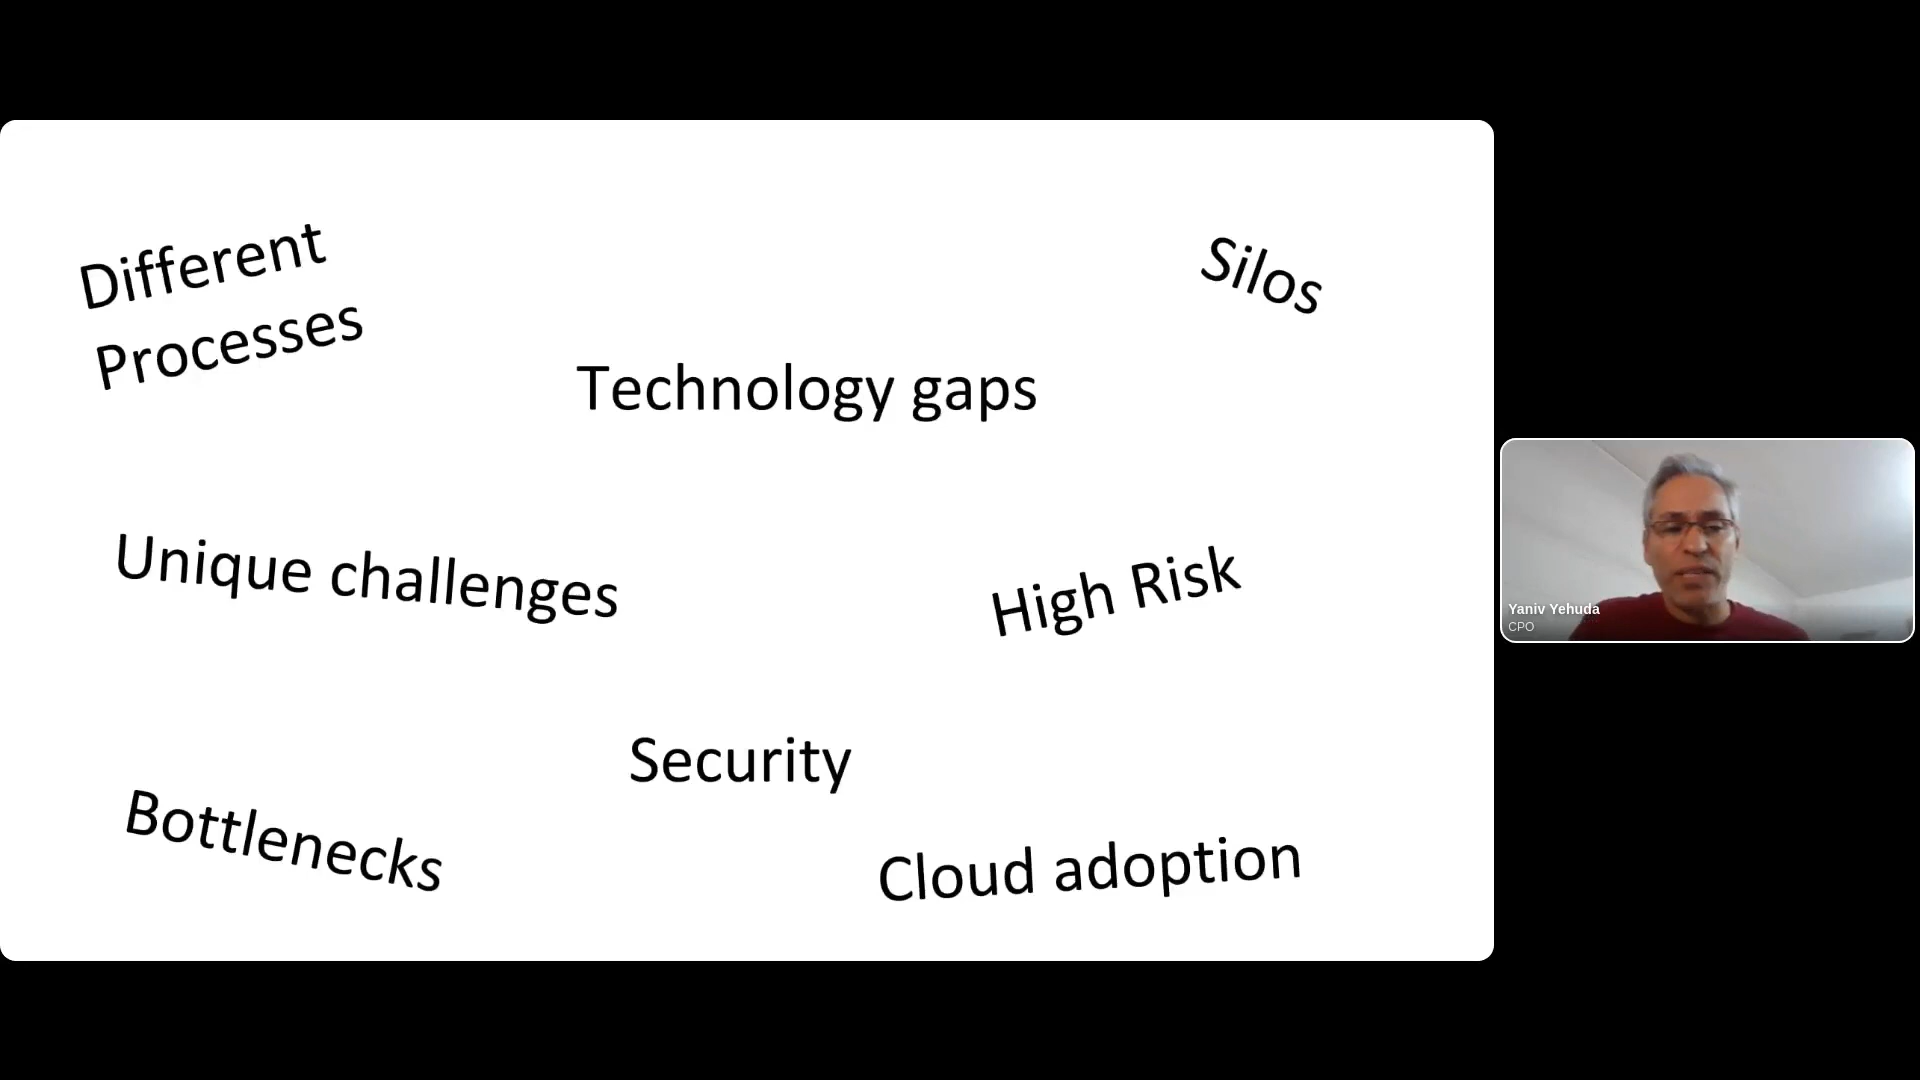 Different
Processes
Silos
Technology gaps
Unique challenges
High Risk
Security
Bottlenecks
Cloud adoption
Yaniv Yehuda
CPO